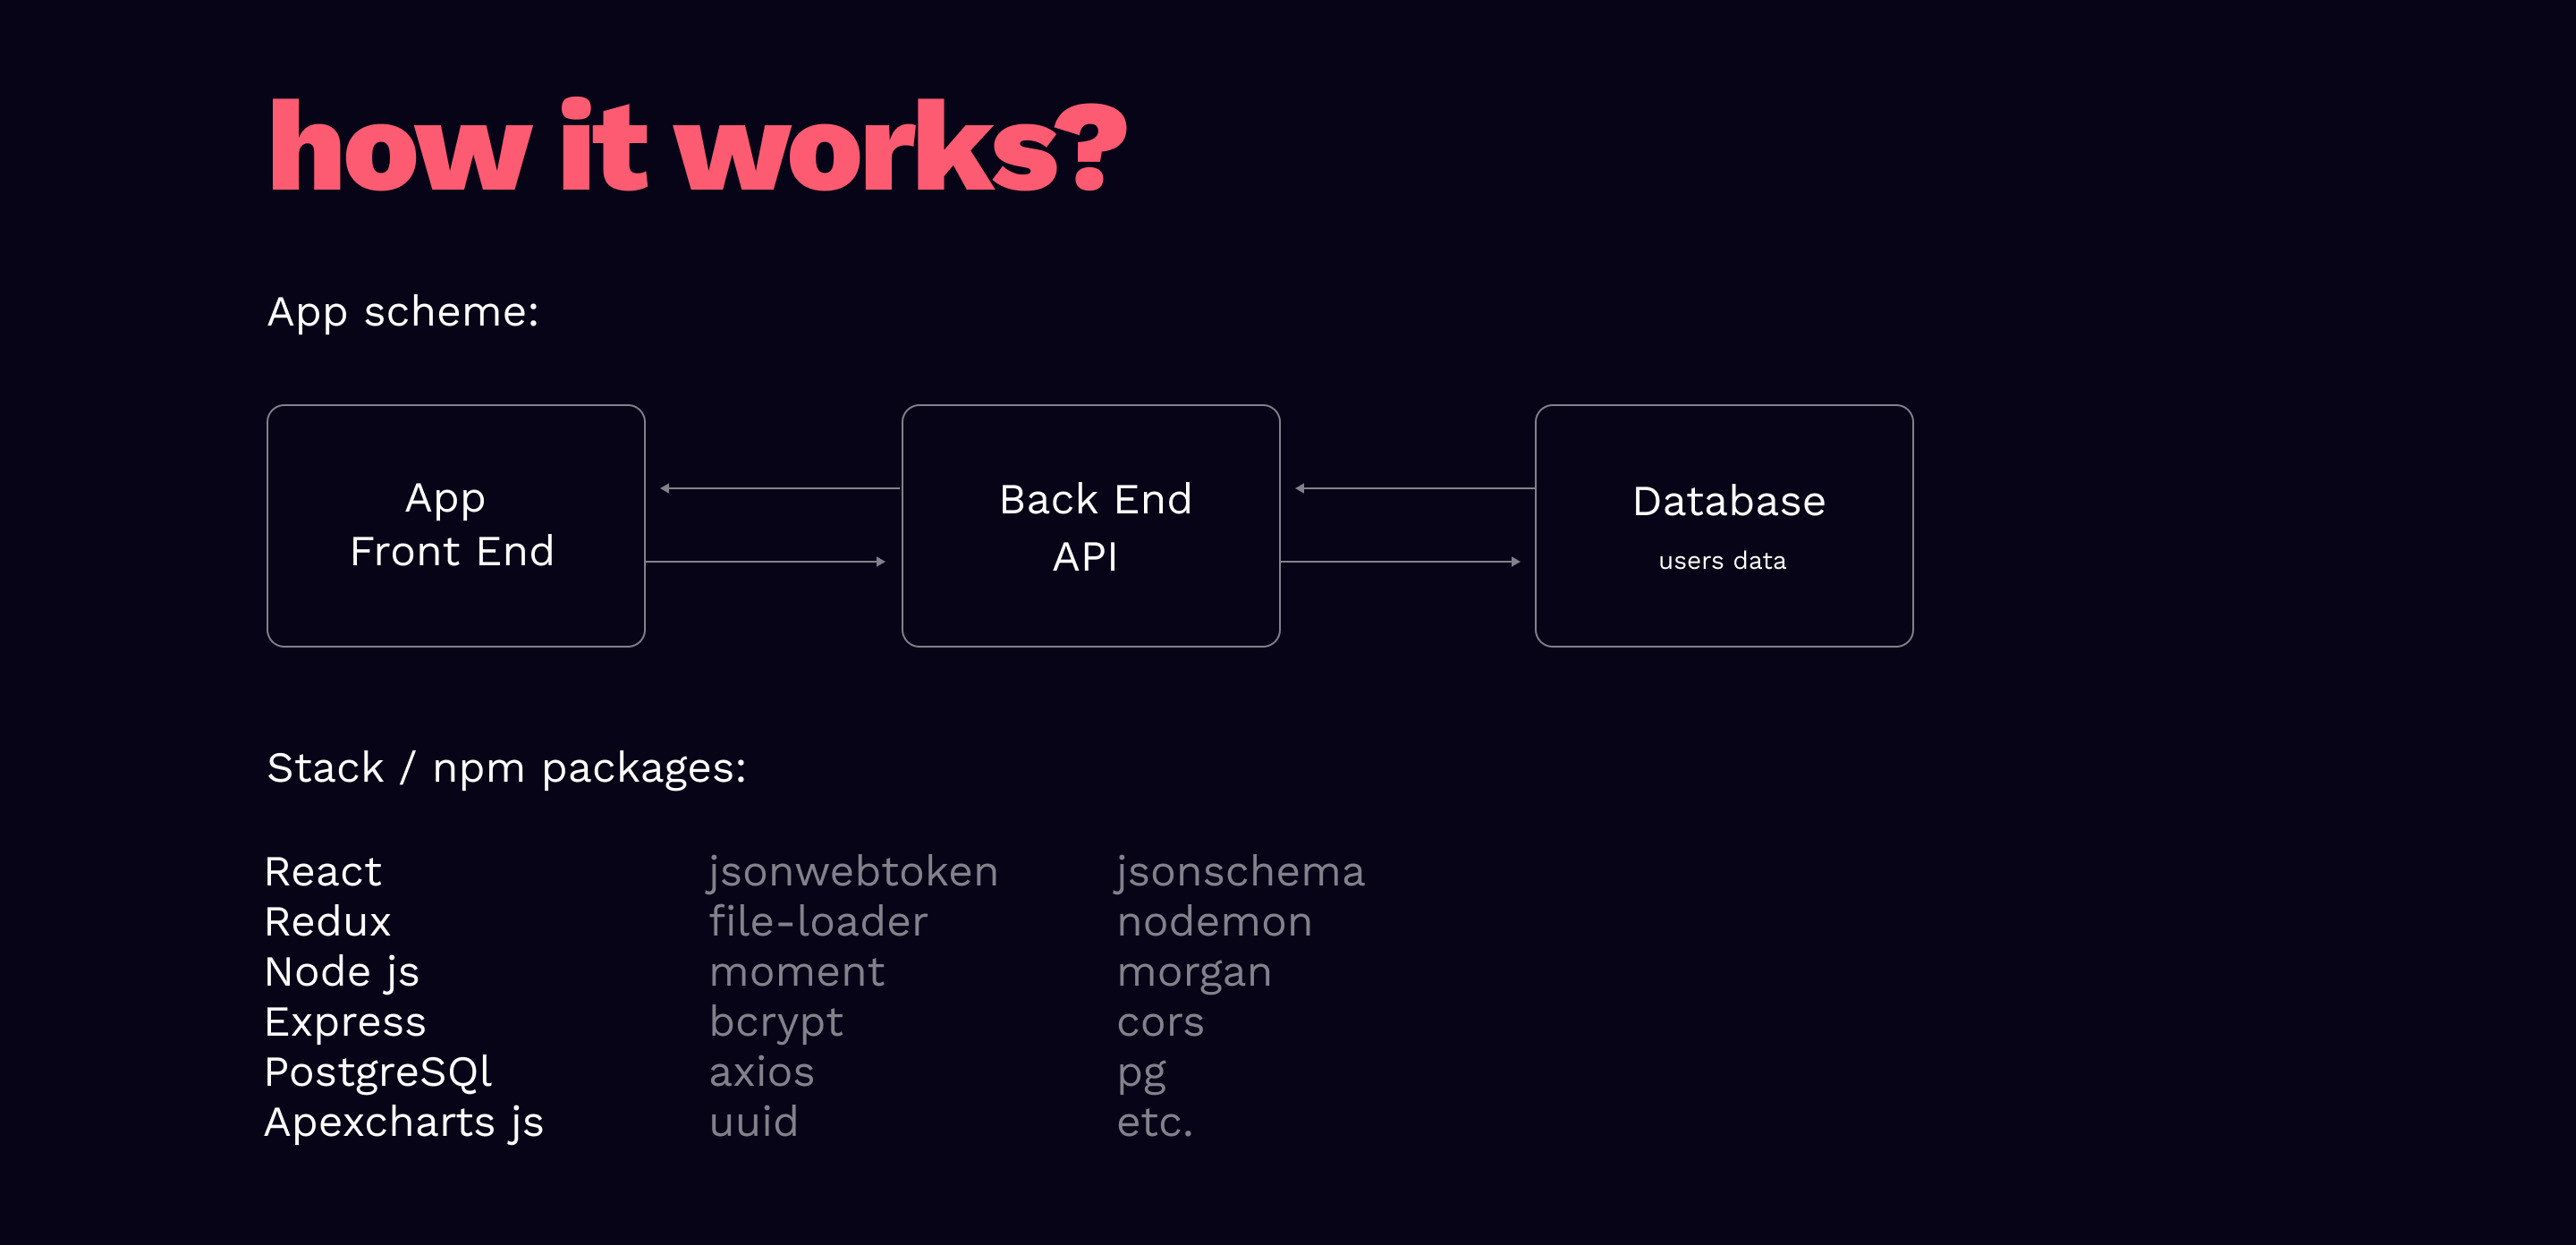 how it works?
App scheme:
App
Front End
Back End
API
Database
users data
Stack / npm packages:
React
Redux
Node js
Express
PostgreSQl
Apexcharts js
jsonwebtoken
file-loader
moment
bcrypt
axios
uuid
jsonschema
nodemon
morgan
cors
pg
etc.